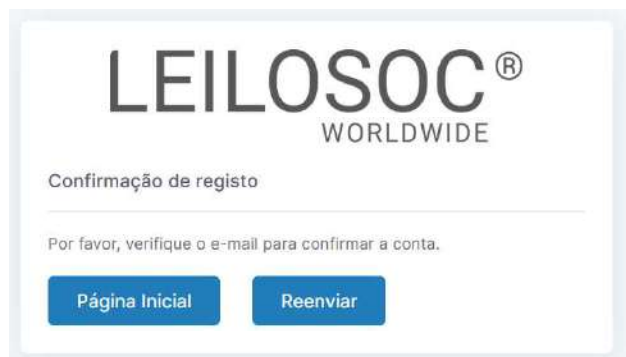 LEILOSOC®
WORLDWIDE
Confirmação de registo
Por favor, verifique o e-mail para confirmar a conta.
Página Inicial
Reenviar